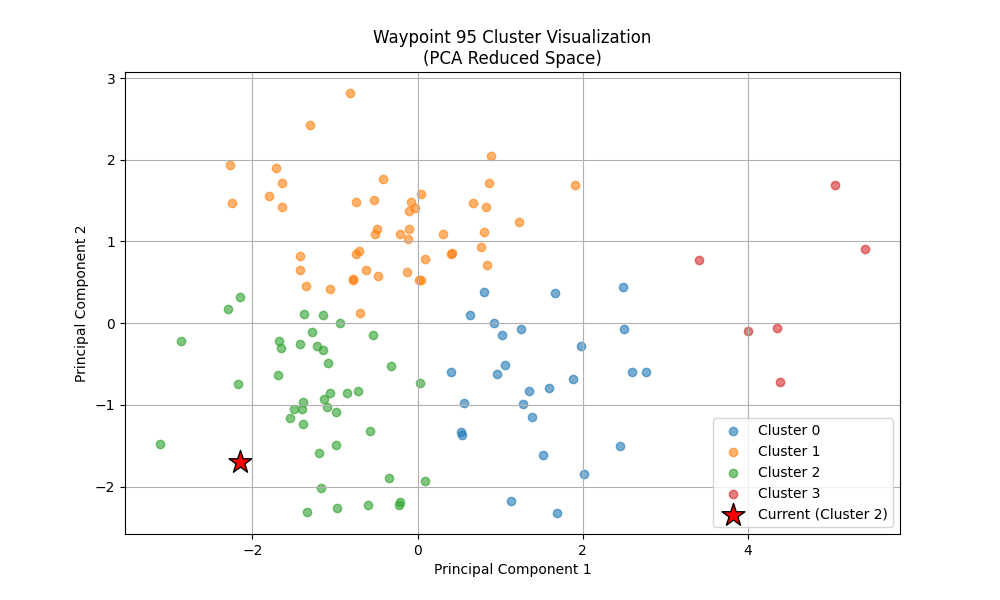 Waypoint 95 Cluster Visualization
(PCA Reduced Space)
Principal Component 2
3
2
1
0
−1
−2
Cluster 0
Cluster 1
Cluster 2
Cluster 3
Current (Cluster 2)
−2
0
2
4
Principal Component 1